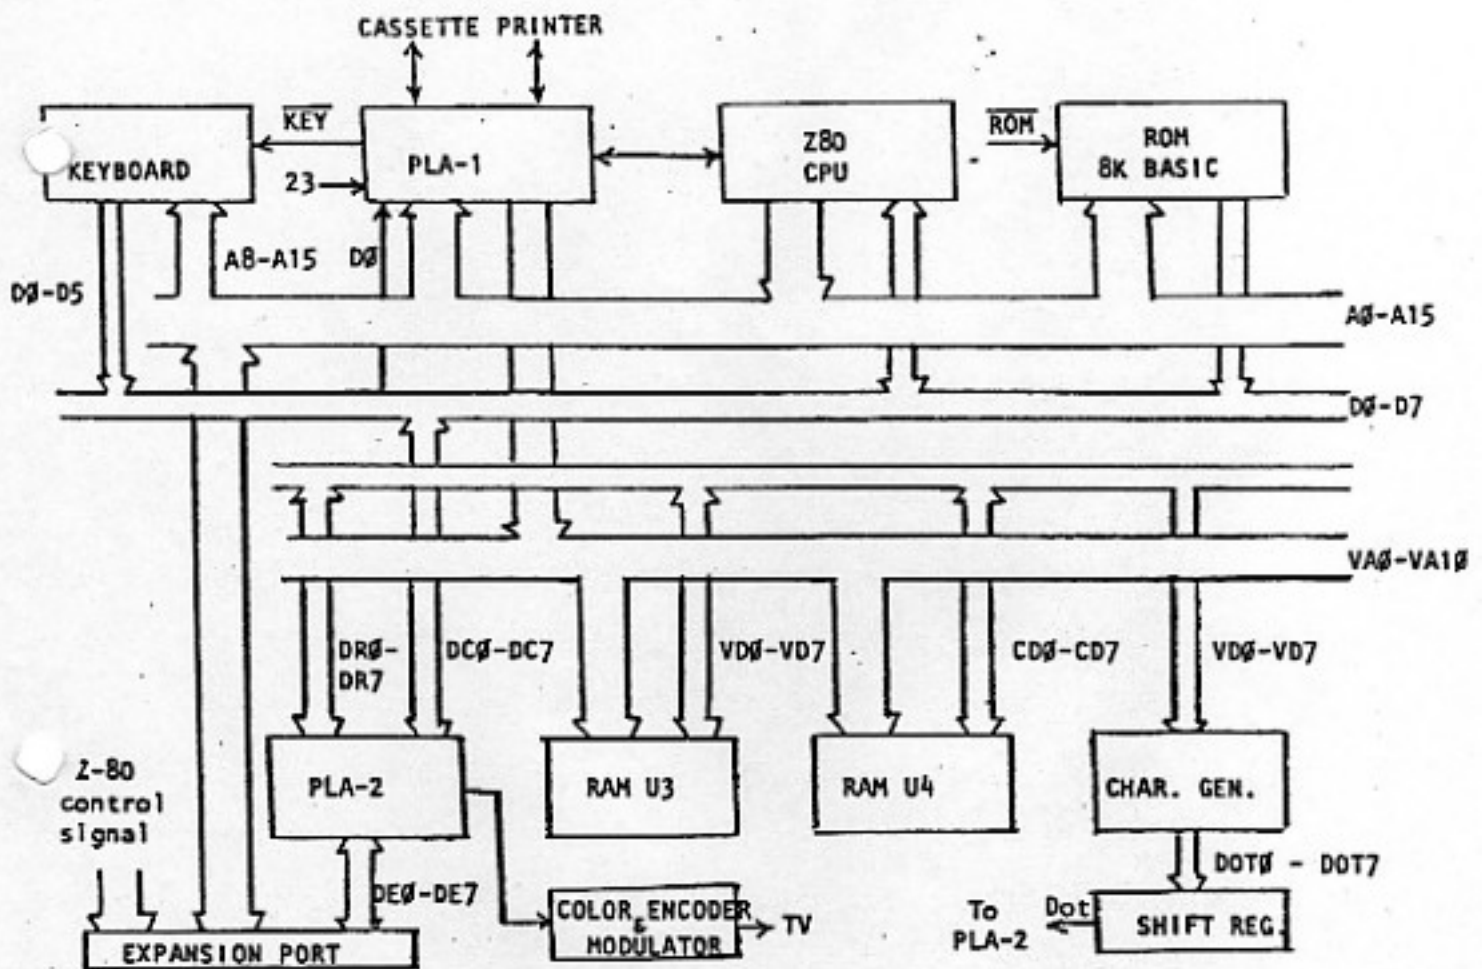 CASSETTE PRINTER
KEYBOARD
KEY
PLA-1
23
Z80
CPU
ROM
ROM
8K BASIC
A8-A15
DØ
DØ-D5
AØ-A15
DØ-D7
VAØ-VA1Ø
DRØ-
DR7
DCØ-DC7
VDØ-VD7
CDØ-CD7
VDØ-VD7
Z-80
control
signal
PLA-2
RAM U3
RAM U4
CHAR. GEN.
DEØ-DE7
DOTØ - DOT7
EXPANSION PORT
COLOR ENCODER
&
MODULATOR
TV
To
PLA-2
Dot
SHIFT REG.